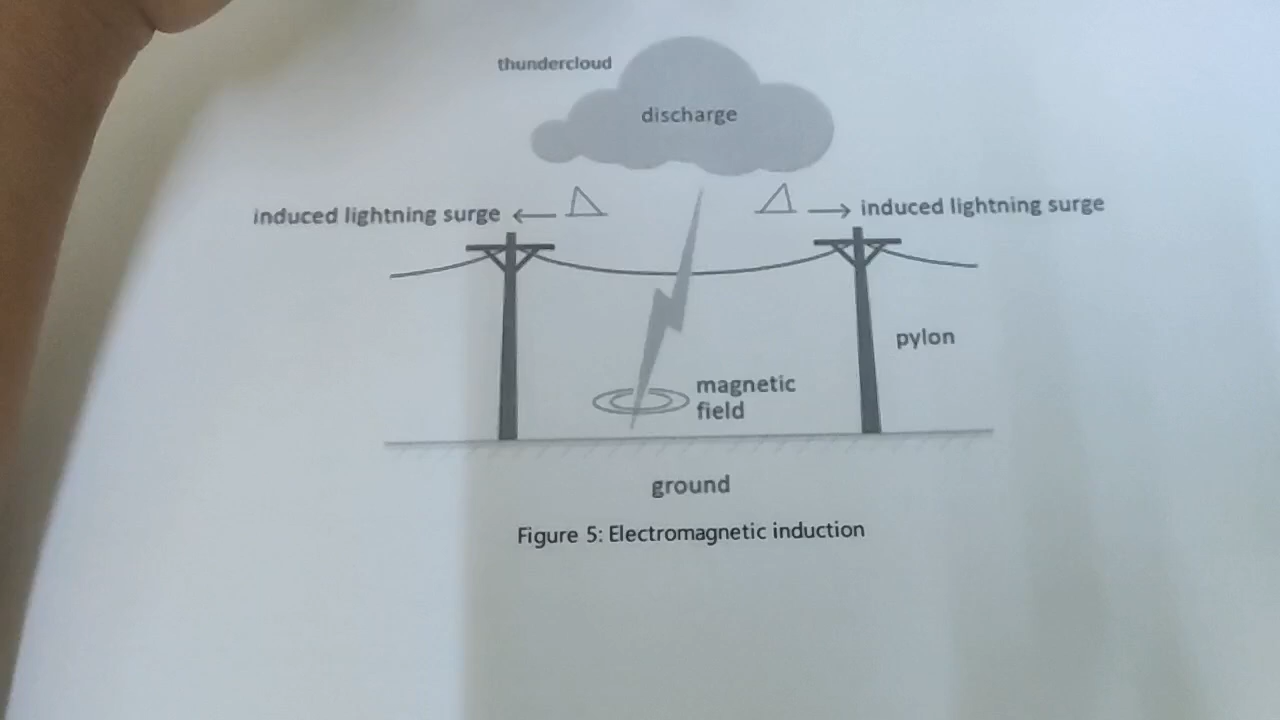 thundercloud
discharge
induced lightning surge
induced lightning surge
pylon
magnetic
field
ground
Figure 5: Electromagnetic induction